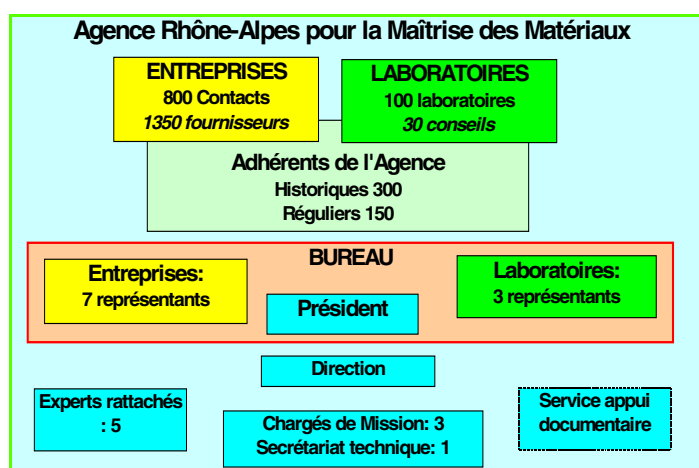 Agence Rhône-Alpes pour la Maîtrise des Matériaux
ENTREPRISES
800 Contacts
1350 fournisseurs
LABORATOIRES
100 laboratoires
30 conseils
Adhérents de l'Agence
Historiques 300
Réguliers 150
BUREAU
Entreprises:
7 représentants
Président
Laboratoires:
3 représentants
Direction
Experts rattachés
: 5
Chargés de Mission: 3
Secrétariat technique: 1
Service appui
documentaire